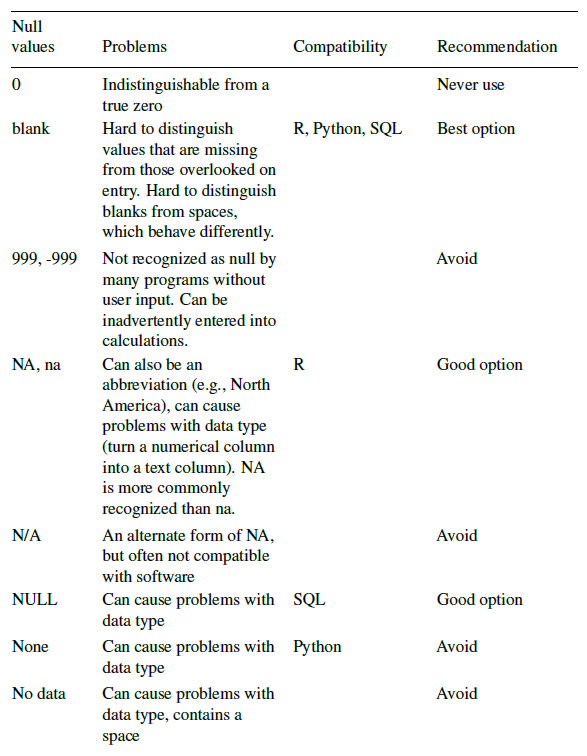 Null
values Problems Compatibility Recommendation
0 Indistinguishable from a Never use
true zero
blank Hard to distinguish R, Python, SQL Best option
values that are missing
from those overlooked on
entry. Hard to distinguish
blanks from spaces,
which behave differently.
999, -999 Not recognized as null by Avoid
many programs without
user input. Can be
inadvertently entered into
calculations.
NA, na Can also be an R Good option
abbreviation (e.g., North
America), can cause
problems with data type
(turn a numerical column
into a text column). NA
is more commonly
recognized than na.
N/A An alternate form of NA, Avoid
but often not compatible
with software
NULL Can cause problems with SQL Good option
data type
None Can cause problems with Python Avoid
data type
No data Can cause problems with Avoid
data type, contains a
space